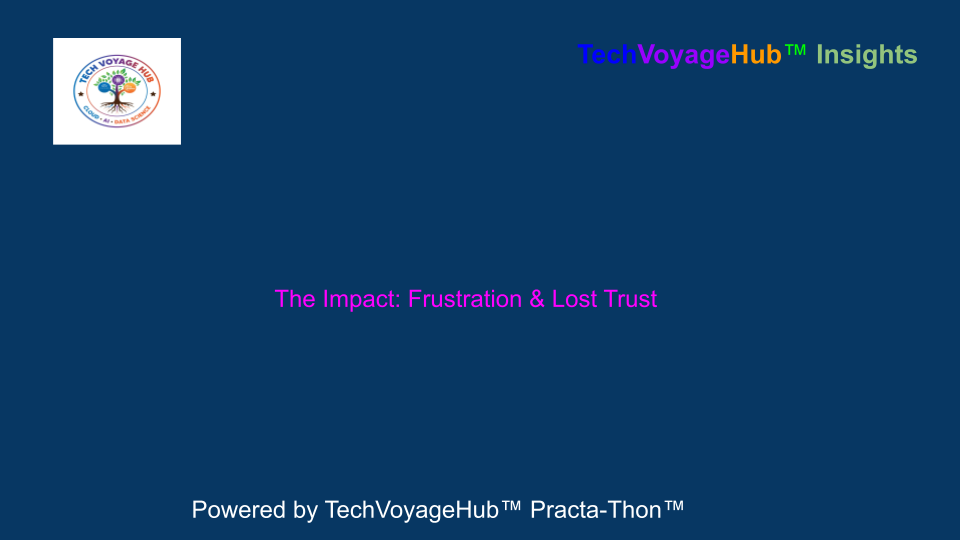 TECH VOYAGE HUB
CLOUD • AI • DATA SCIENCE
TechVoyageHub™ Insights
The Impact: Frustration & Lost Trust
Powered by TechVoyageHub™ Practa-Thon™